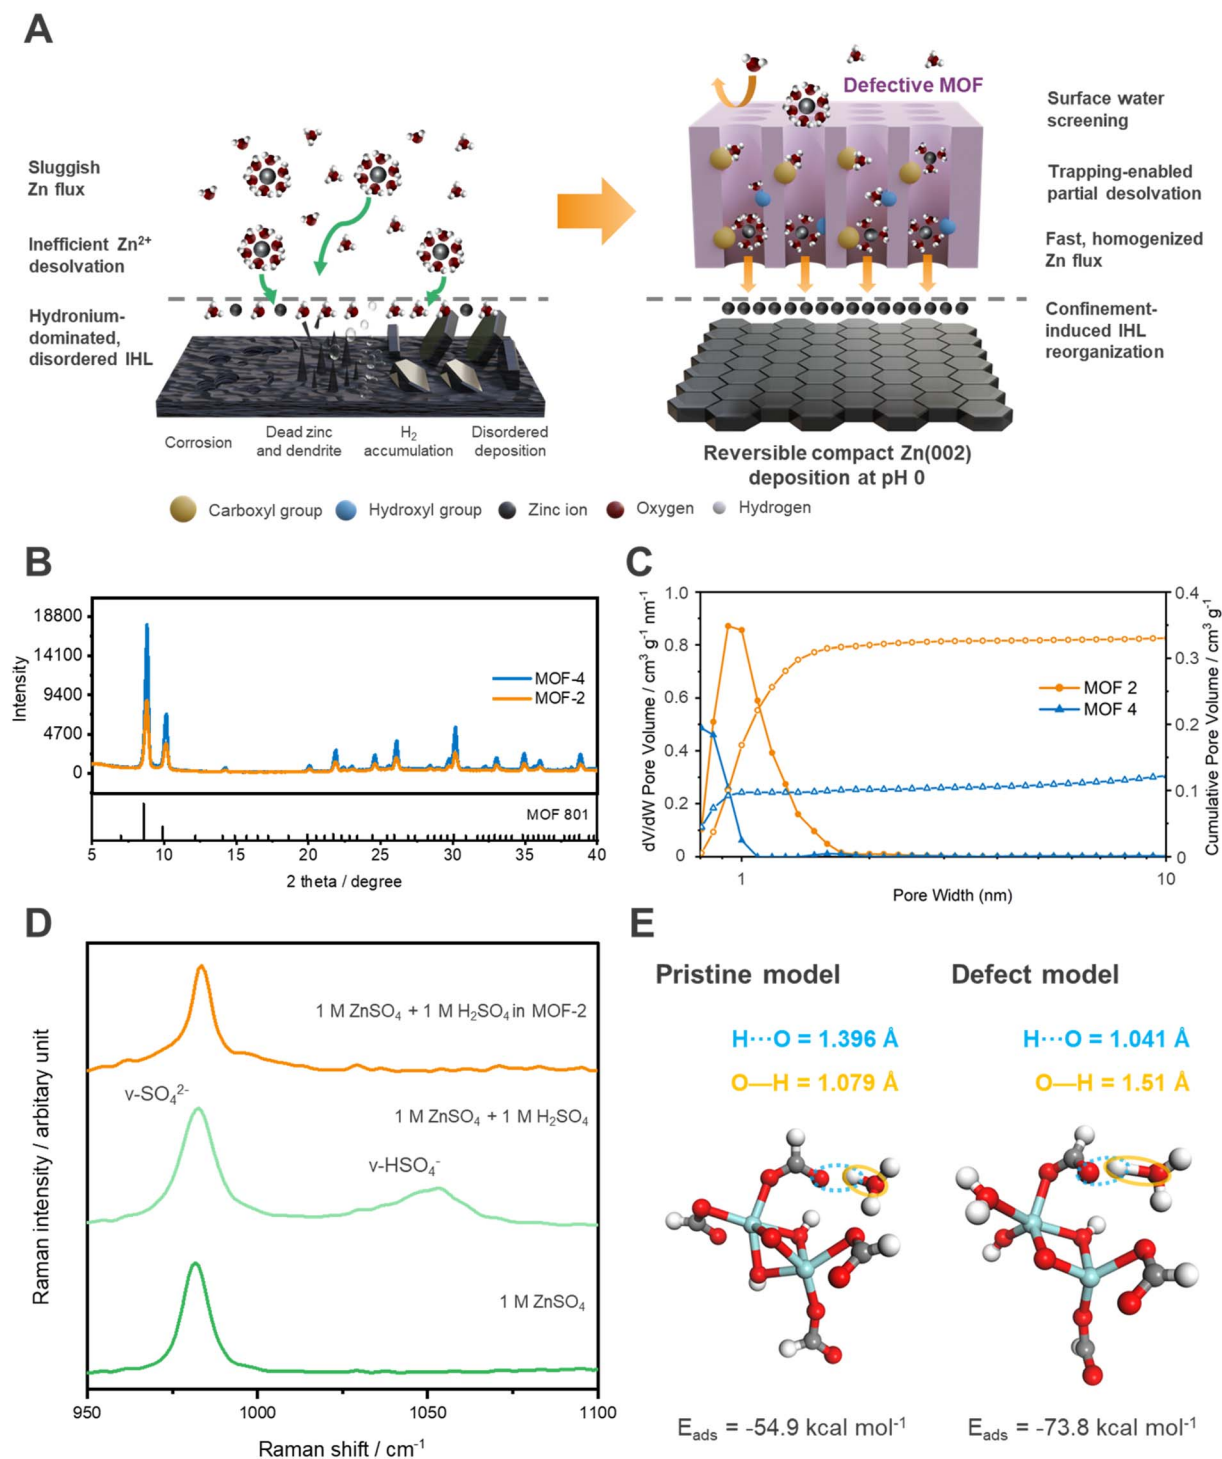 A
Sluggish
Zn flux
Inefficient Zn²⁺
desolvation
Hydronium-
dominated,
disordered IHL
Corrosion
Dead zinc
and dendrite
H₂
accumulation
Disordered
deposition
Defective MOF
Surface water
screening
Trapping-enabled
partial desolvation
Fast, homogenized
Zn flux
Confinement-
induced IHL
reorganization
Reversible compact Zn(002)
deposition at pH 0
Carboxyl group
Hydroxyl group
Zinc ion
Oxygen
Hydrogen
B
Intensity
18800
14100
9400
4700
0
MOF-4
MOF-2
MOF 801
5 10 15 20 25 30 35 40
2 theta / degree
C
dV/dW Pore Volume / cm³ g⁻¹ nm⁻¹
1.0
0.8
0.6
0.4
0.2
0
MOF 2
MOF 4
0.4
0.3
0.2
0.1
0
Cumulative Pore Volume / cm³ g⁻¹
1 10
Pore Width (nm)
D
Raman intensity / arbitary unit
1 M ZnSO₄ + 1 M H₂SO₄ in MOF-2
v-SO₄²⁻
1 M ZnSO₄ + 1 M H₂SO₄
v-HSO₄⁻
1 M ZnSO₄
950 1000 1050 1100
Raman shift / cm⁻¹
E
Pristine model
H⋯O = 1.396 Å
O—H = 1.079 Å
E_ads = -54.9 kcal mol⁻¹
Defect model
H⋯O = 1.041 Å
O—H = 1.51 Å
E_ads = -73.8 kcal mol⁻¹